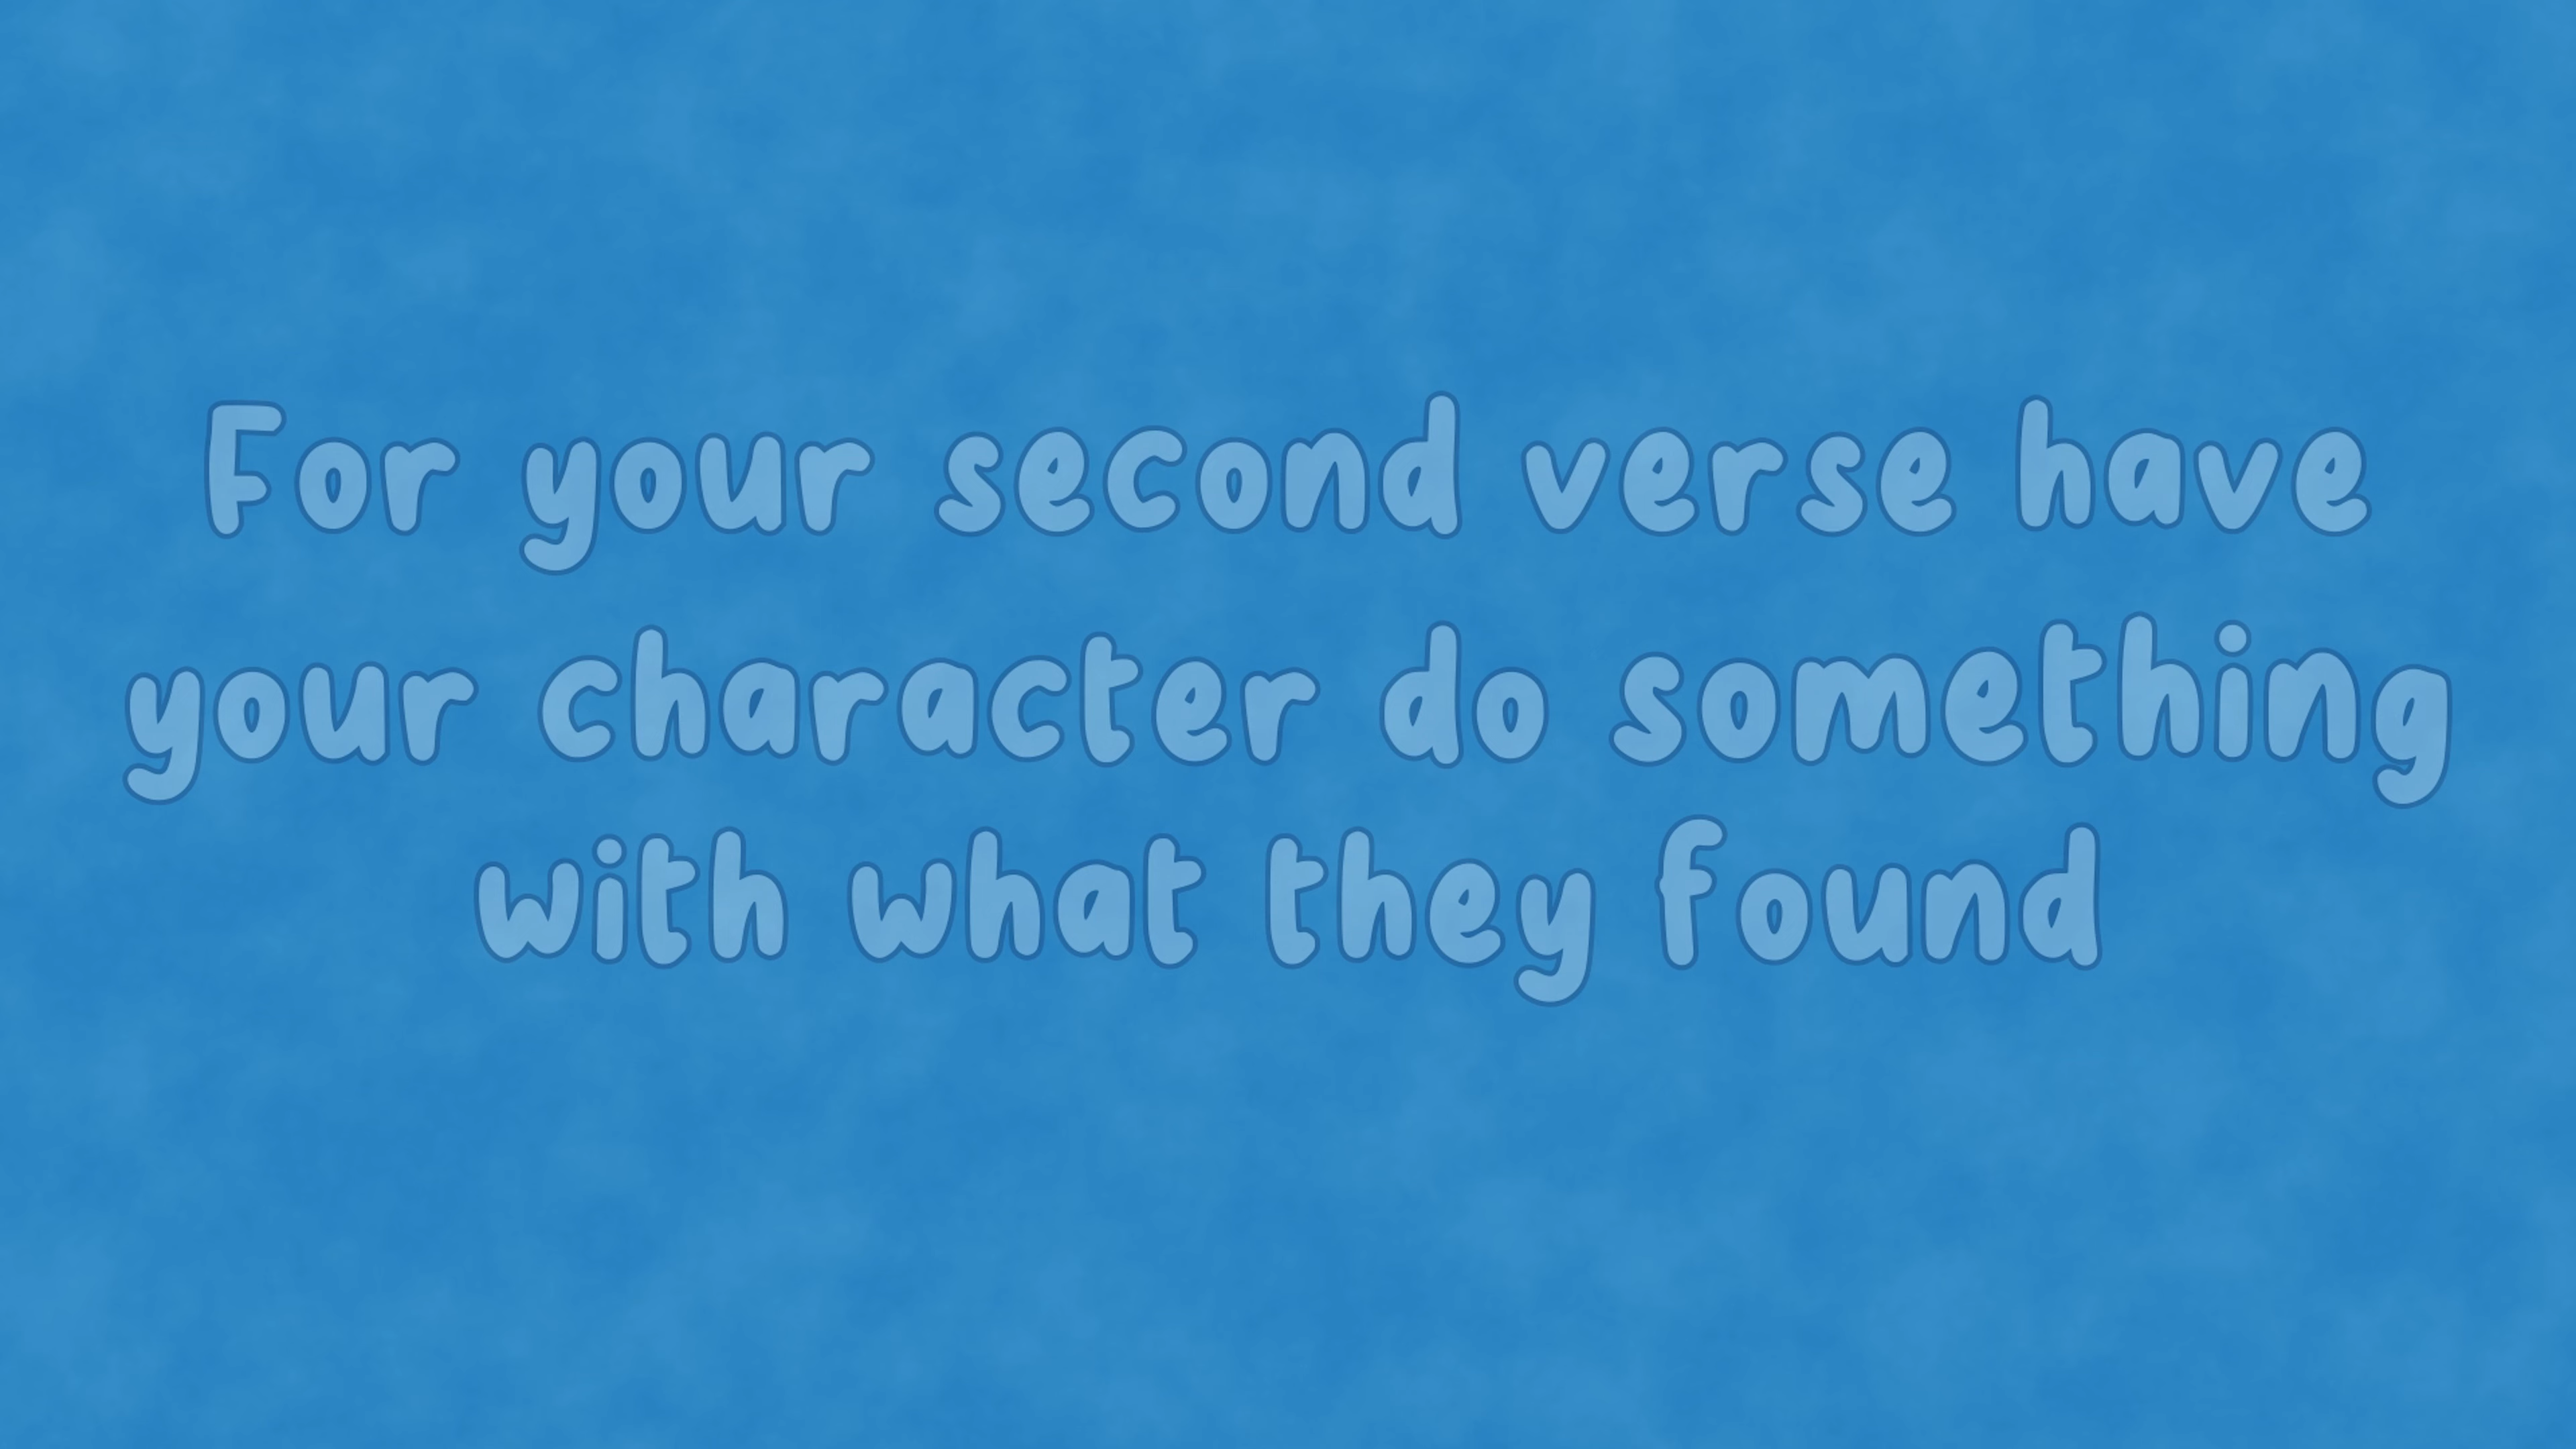 For your second verse have
your character do something
with what they found